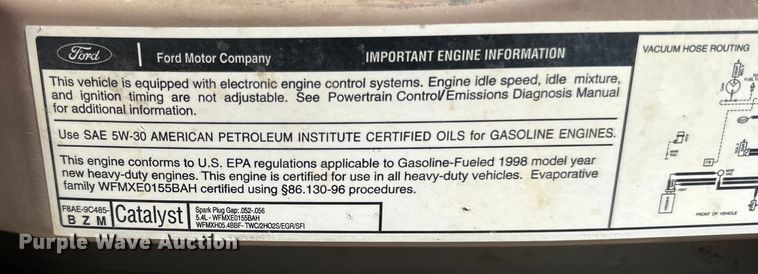 Ford
Ford Motor Company
IMPORTANT ENGINE INFORMATION
This vehicle is equipped with electronic engine control systems. Engine idle speed, idle mixture,
and ignition timing are not adjustable. See Powertrain Control/Emissions Diagnosis Manual
for additional information.
Use SAE 5W-30 AMERICAN PETROLEUM INSTITUTE CERTIFIED OILS for GASOLINE ENGINES.
This engine conforms to U.S. EPA regulations applicable to Gasoline-Fueled 1998 model year
new heavy-duty engines. This engine is certified for use in all heavy-duty vehicles. Evaporative
family WFMXE0155BAH certified using §86.130-96 procedures.
F8AE-9C485-
B Z M
Catalyst
Spark Plug Gap: .052-.056
5.4L - WFMXE0155BAH
WFMXH05.4BBF- TWC/2HO2S/EGR/SFI
VACUUM HOSE ROUTING
FRONT OF VEHICLE
Purple Wave Auction